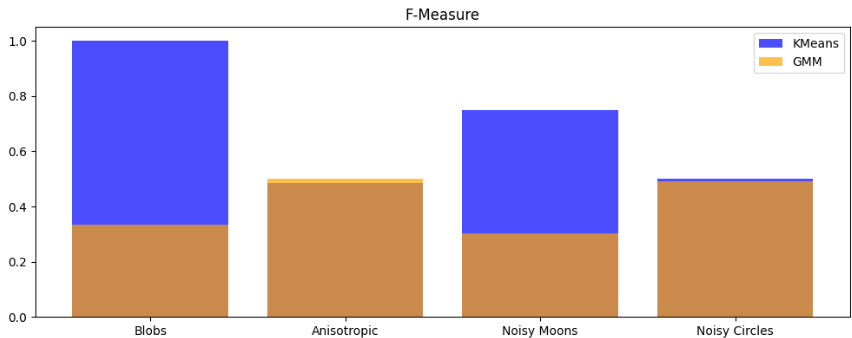 F-Measure
KMeans
GMM
1.0
0.8
0.6
0.4
0.2
0.0
Blobs
Anisotropic
Noisy Moons
Noisy Circles